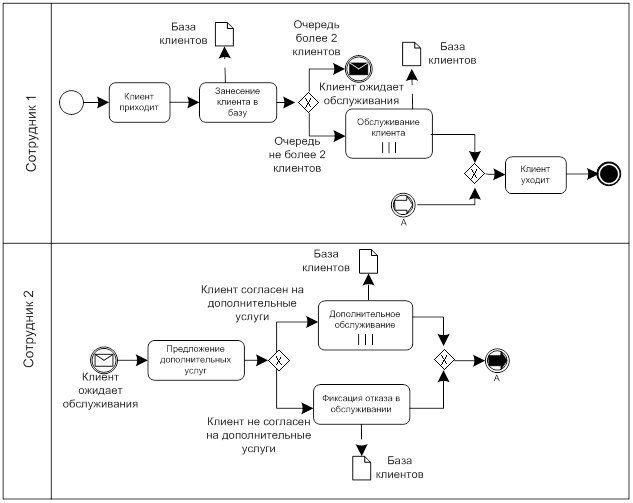 Сотрудник 1
База
клиентов
Очередь
более 2
клиентов
База
клиентов
Клиент
приходит
Занесение
клиента в
базу
X
Клиент ожидает
обслуживания
Обслуживание
клиента
Очередь
не более 2
клиентов
X
Клиент
уходит
A
Сотрудник 2
База
клиентов
Клиент согласен на
дополнительные
услуги
Дополнительное
обслуживание
Клиент
ожидает
обслуживания
Предложение
дополнительных
услуг
X
X
A
Фиксация отказа в
обслуживании
Клиент не согласен
на дополнительные
услуги
База
клиентов